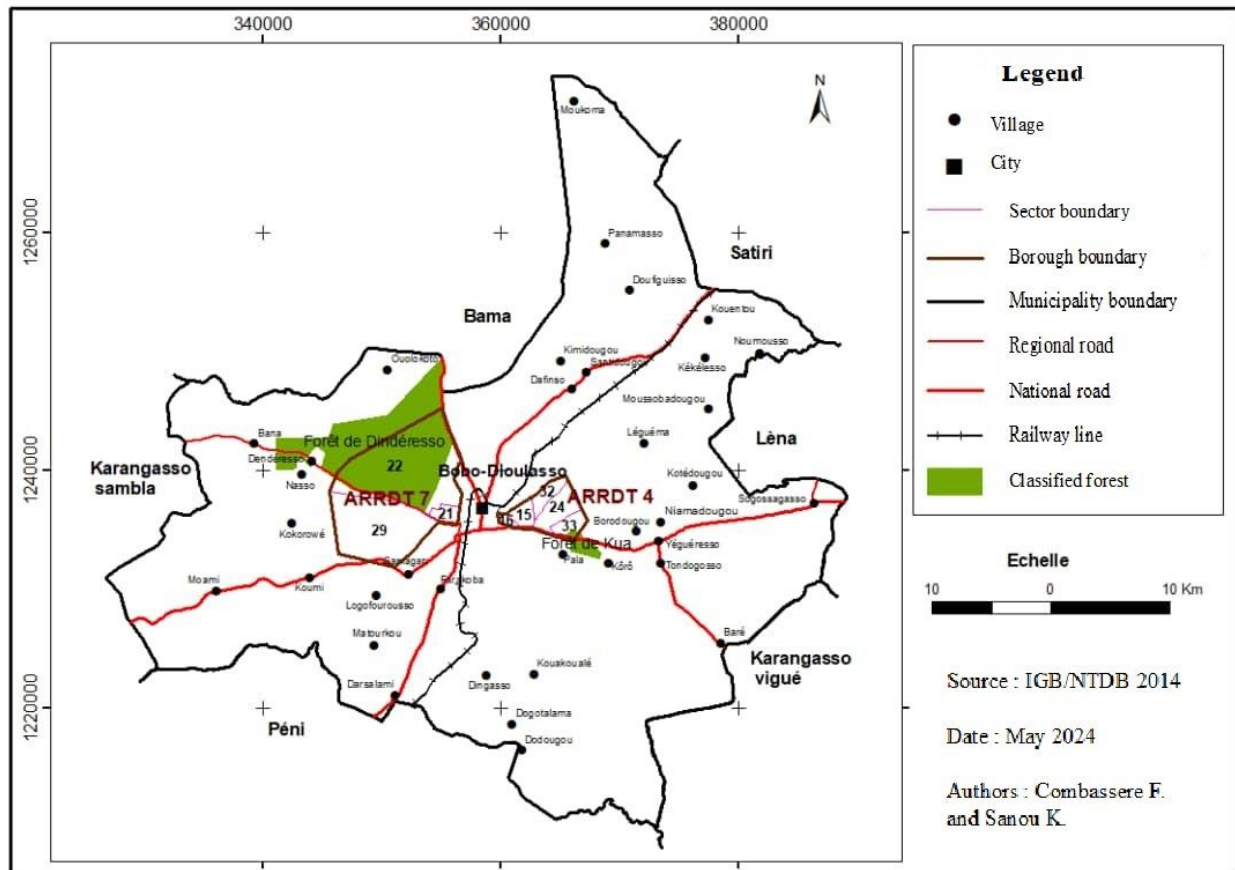 340000
360000
380000
1260000
1240000
1220000
N
Moukoma
Panamasso
Satiri
Doufiguisso
Bama
Kouentou
Noumousso
Kimidougou
Ouolokoto
Kékélesso
Dafinso
Moussobadougou
Bana
Forêt de Dindéresso
Léguéma
Lèna
Dendéresso
22
Bobo-Dioulasso
Karangasso
sambla
Nasso
Kotédougou
ARRDT 7
32
ARRDT 4
Sogossagasso
21
15
24
Niamadougou
16
33
Borodougou
Kokorowé
29
Forêt de Kua
Yéguéresso
Pala
Kôrô
Tondogosso
Moami
Koumi
Logofourousso
Matourkou
Baré
Kouakoualé
Karangasso
vigué
Dingasso
Darsalami
Dogotalama
Péni
Dodougou
Legend
Village
City
Sector boundary
Borough boundary
Municipality boundary
Regional road
National road
Railway line
Classified forest
Echelle
10 0 10 Km
Source : IGB/NTDB 2014
Date : May 2024
Authors : Combassere F.
and Sanou K.